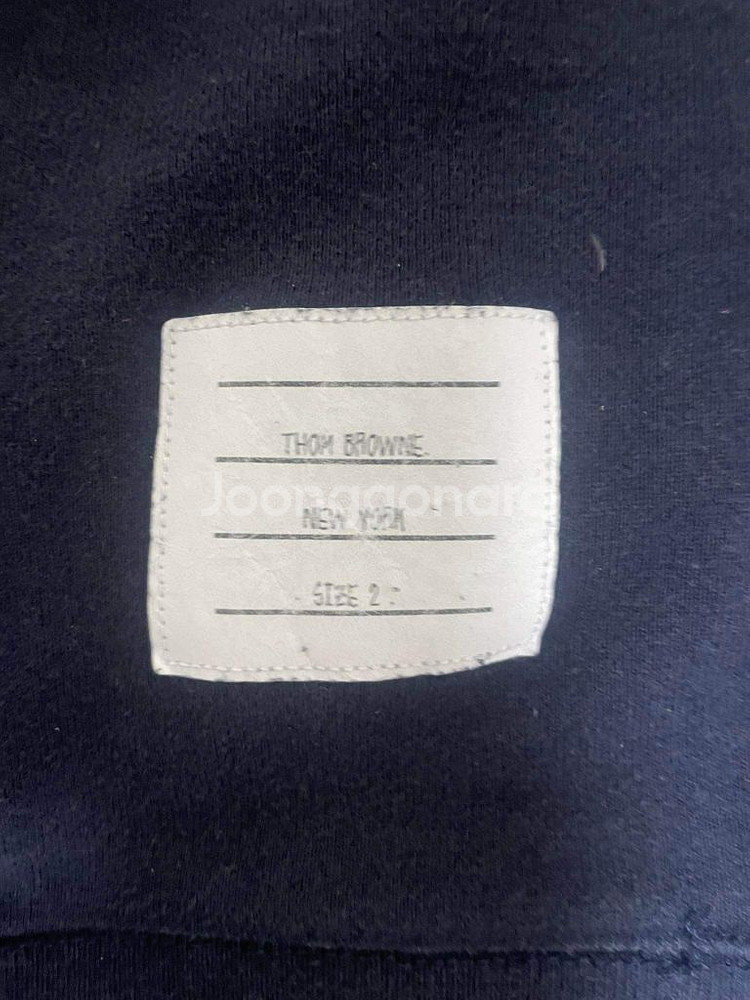 THOM BROWNE.
Joonggonara
NEW YORK
SIZE 2